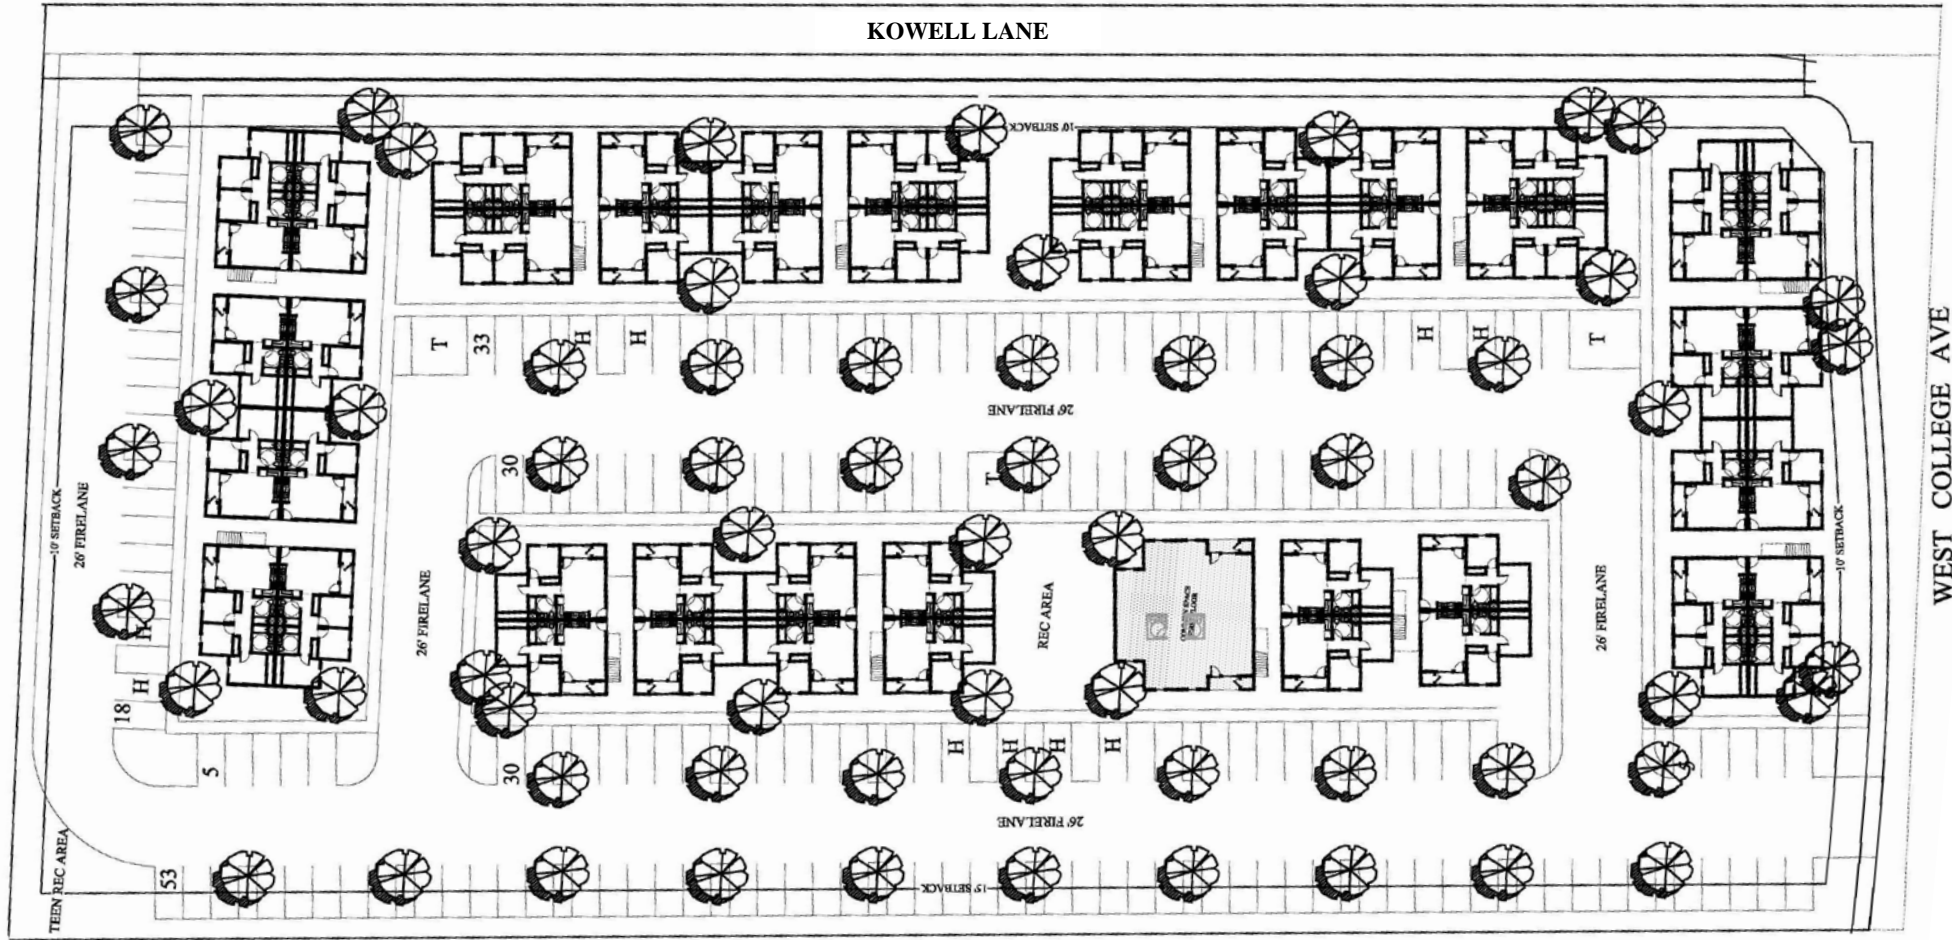 KOWELL LANE
10' SETBACK
T
33
H
H
H
H
T
26' FIRELANE
10' SETBACK
26' FIRELANE
30
T
WEST COLLEGE AVE
10' SETBACK
26' FIRELANE
REC AREA
26' FIRELANE
H
H
18
5
H
H
H
H
30
5
26' FIRELANE
TEEN REC AREA
53
15' SETBACK